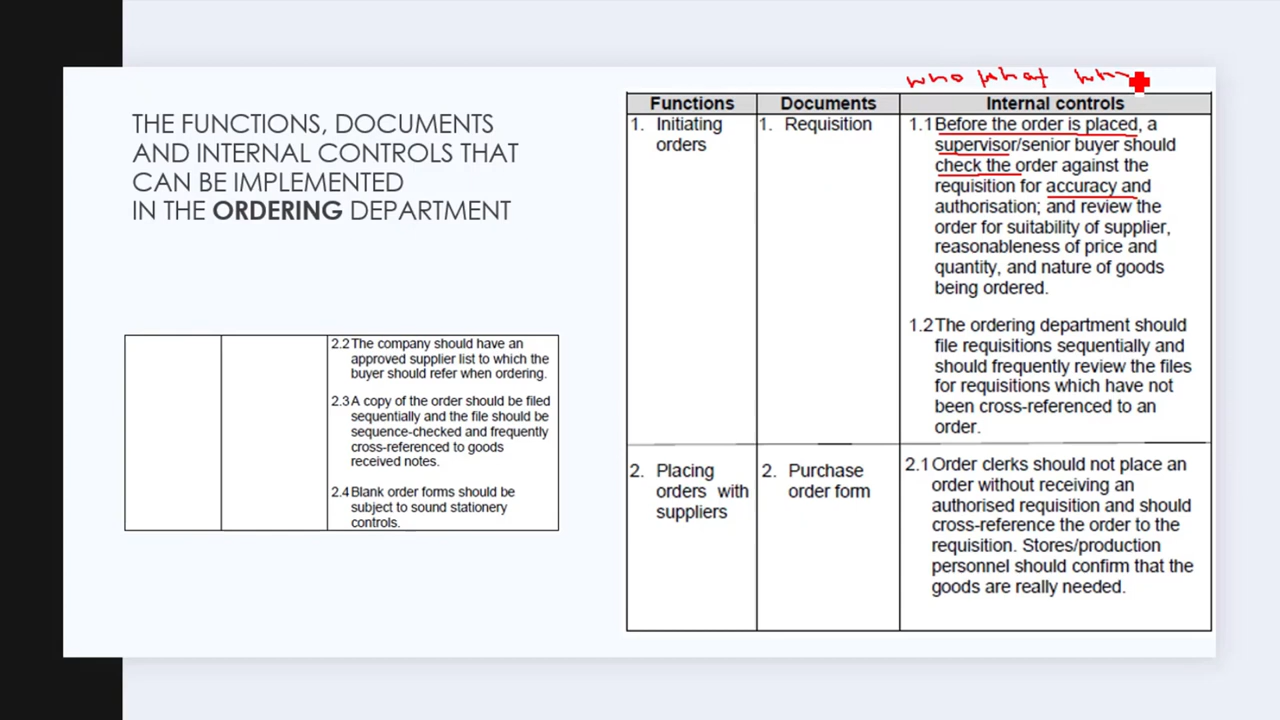 THE FUNCTIONS, DOCUMENTS
AND INTERNAL CONTROLS THAT
CAN BE IMPLEMENTED
IN THE ORDERING DEPARTMENT
2.2 The company should have an
approved supplier list to which the
buyer should refer when ordering.
2.3 A copy of the order should be filed
sequentially and the file should be
sequence-checked and frequently
cross-referenced to goods
received notes.
2.4 Blank order forms should be
subject to sound stationery
controls.
who what
Functions Documents Internal controls
1. Initiating
orders
1. Requisition
1.1 Before the order is placed, a
supervisor/senior buyer should
check the order against the
requisition for accuracy and
authorisation; and review the
order for suitability of supplier,
reasonableness of price and
quantity, and nature of goods
being ordered.
1.2 The ordering department should
file requisitions sequentially and
should frequently review the files
for requisitions which have not
been cross-referenced to an
order.
2. Placing
orders with
suppliers
2. Purchase
order form
2.1 Order clerks should not place an
order without receiving an
authorised requisition and should
cross-reference the order to the
requisition. Stores/production
personnel should confirm that the
goods are really needed.